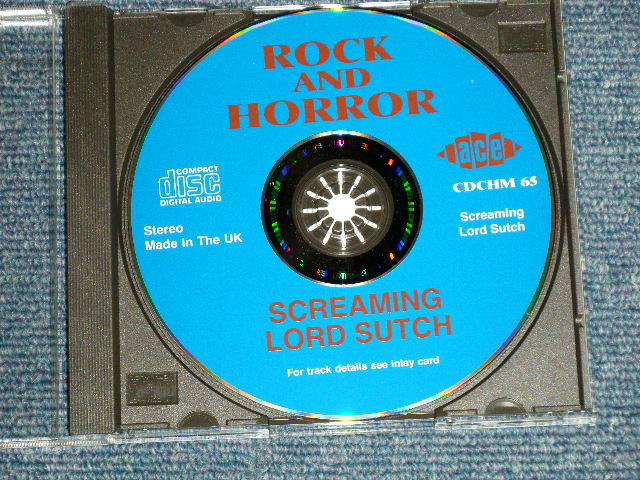 ROCK
AND
HORROR
ace
COMPACT
disc
DIGITAL AUDIO
CDCHM 65
Stereo
Made In The UK
Screaming
Lord Sutch
SCREAMING
LORD SUTCH
For track details see inlay card